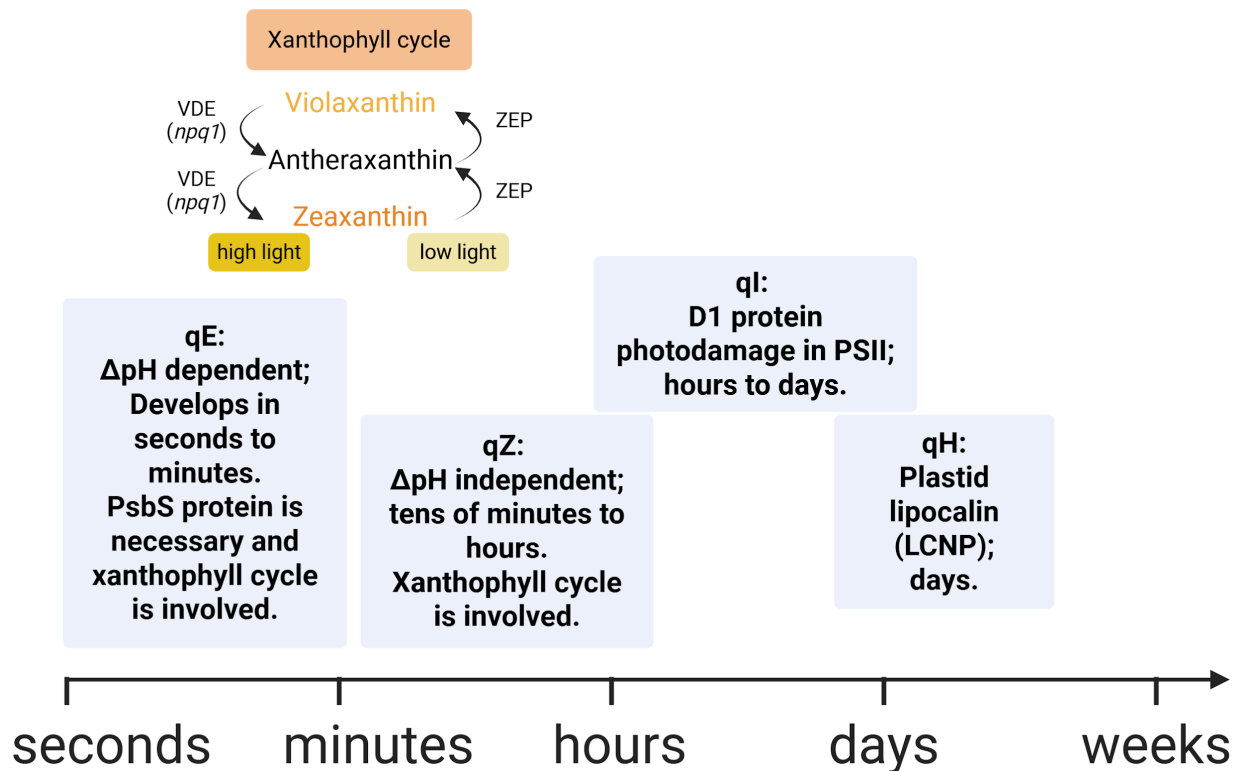 Xanthophyll cycle
Violaxanthin
VDE
(npq1)
ZEP
Antheraxanthin
VDE
(npq1)
ZEP
Zeaxanthin
high light
low light
qE:
ΔpH dependent;
Develops in
seconds to
minutes.
PsbS protein is
necessary and
xanthophyll cycle
is involved.
qZ:
ΔpH independent;
tens of minutes to
hours.
Xanthophyll cycle
is involved.
qI:
D1 protein
photodamage in PSII;
hours to days.
qH:
Plastid
lipocalin
(LCNP);
days.
seconds
minutes
hours
days
weeks